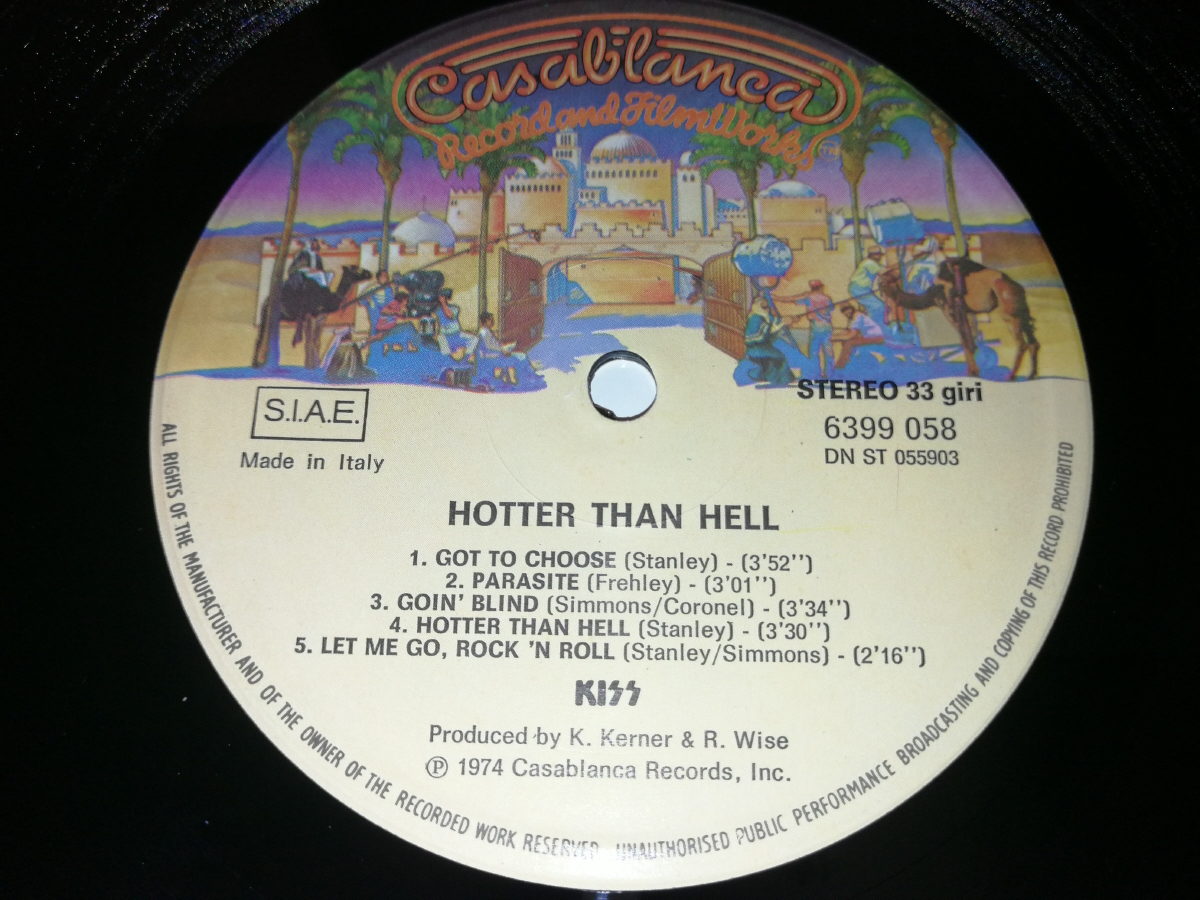 Casablanca
Record and FilmWorks
S.I.A.E.
Made in Italy
STEREO 33 giri
6399 058
DN ST 055903
HOTTER THAN HELL
1. GOT TO CHOOSE (Stanley) - (3'52'')
2. PARASITE (Frehley) - (3'01'')
3. GOIN' BLIND (Simmons/Coronel) - (3'34'')
4. HOTTER THAN HELL (Stanley) - (3'30'')
5. LET ME GO, ROCK 'N ROLL (Stanley/Simmons) - (2'16'')
KISS
Produced by K. Kerner & R. Wise
℗ 1974 Casablanca Records, Inc.
ALL RIGHTS OF THE MANUFACTURER AND OF THE OWNER OF THE RECORDED WORK RESERVED UNAUTHORISED PUBLIC PERFORMANCE BROADCASTING AND COPYING OF THIS RECORD PROHIBITED